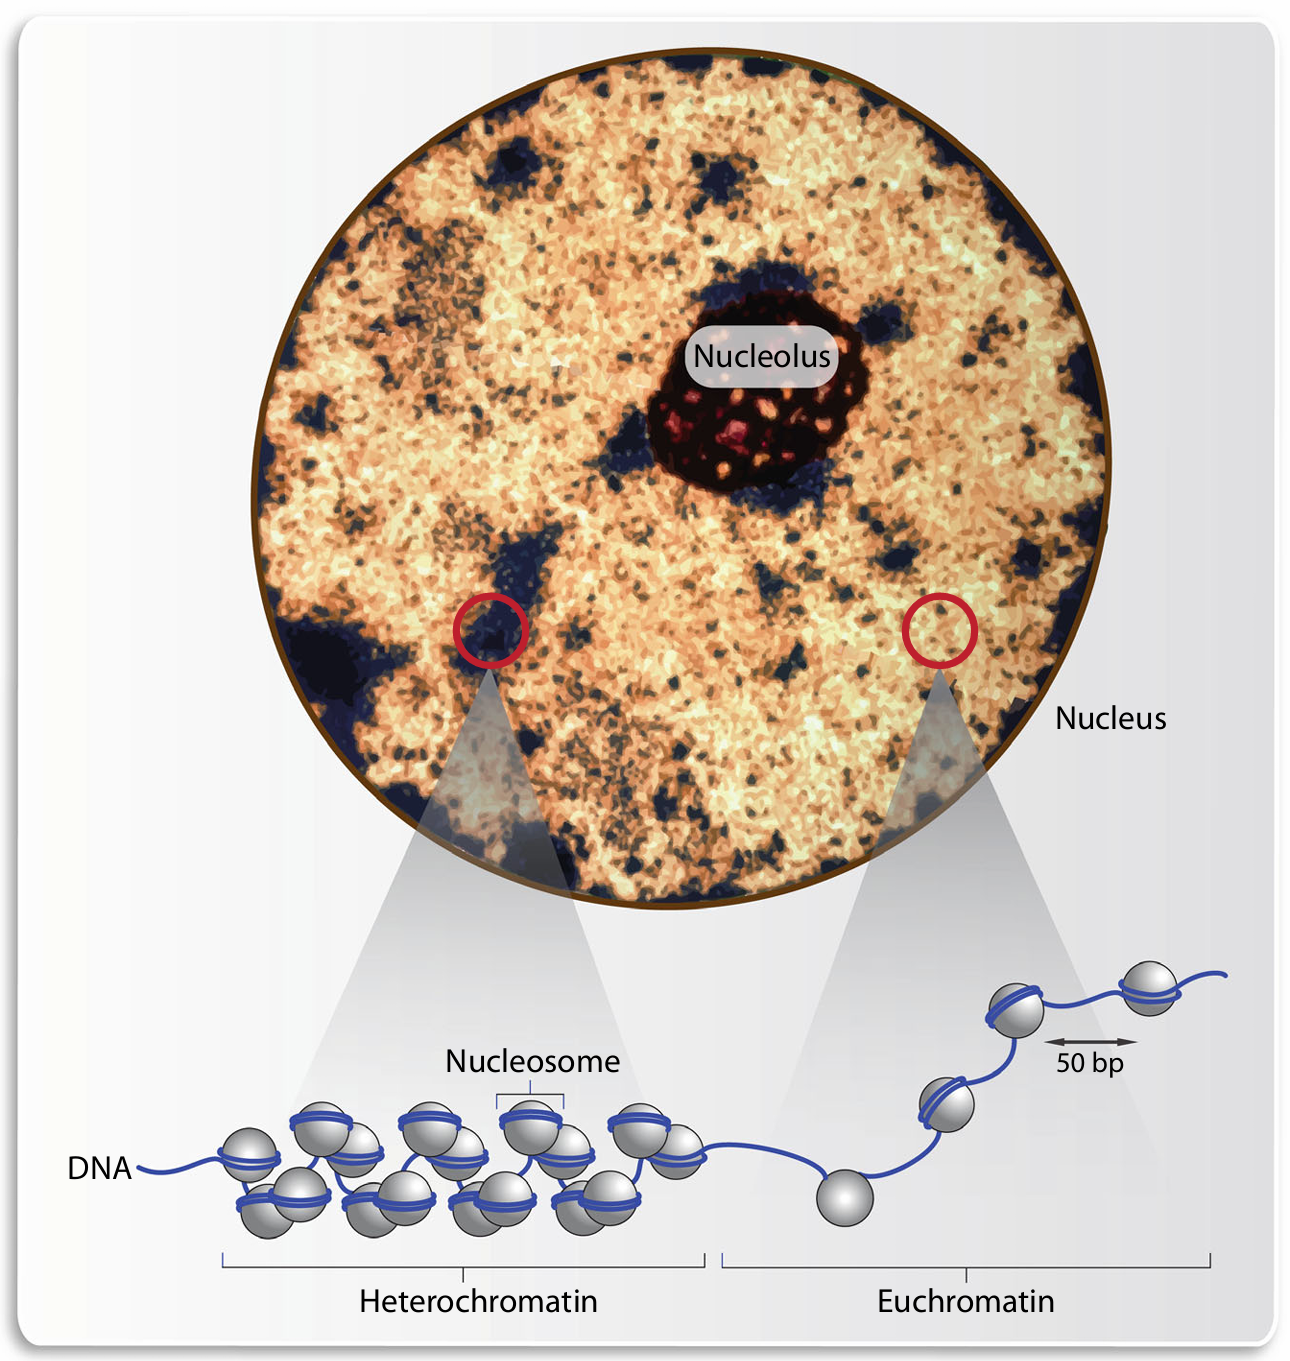 Nucleolus
Nucleus
Nucleosome
50 bp
DNA
Heterochromatin
Euchromatin